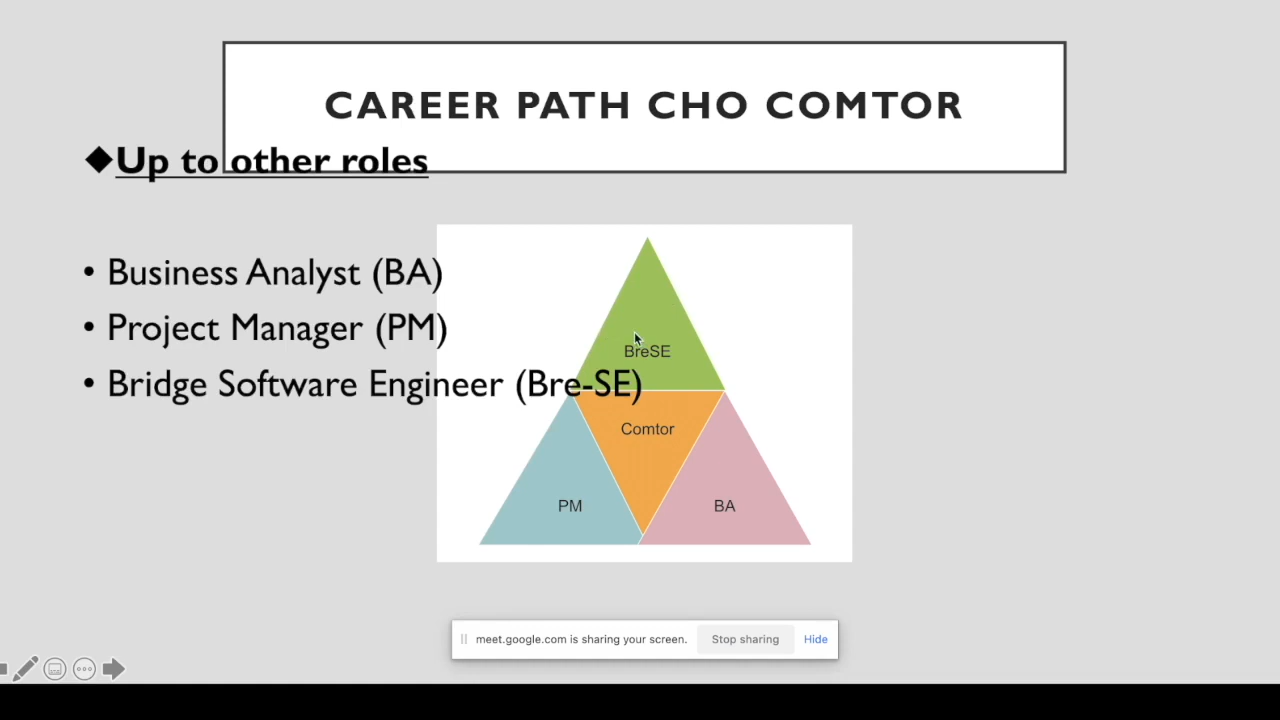 CAREER PATH CHO COMTOR
◆Up to other roles
• Business Analyst (BA)
• Project Manager (PM)
• Bridge Software Engineer (Bre-SE)
BreSE
Comtor
PM
BA
meet.google.com is sharing your screen.
Stop sharing
Hide